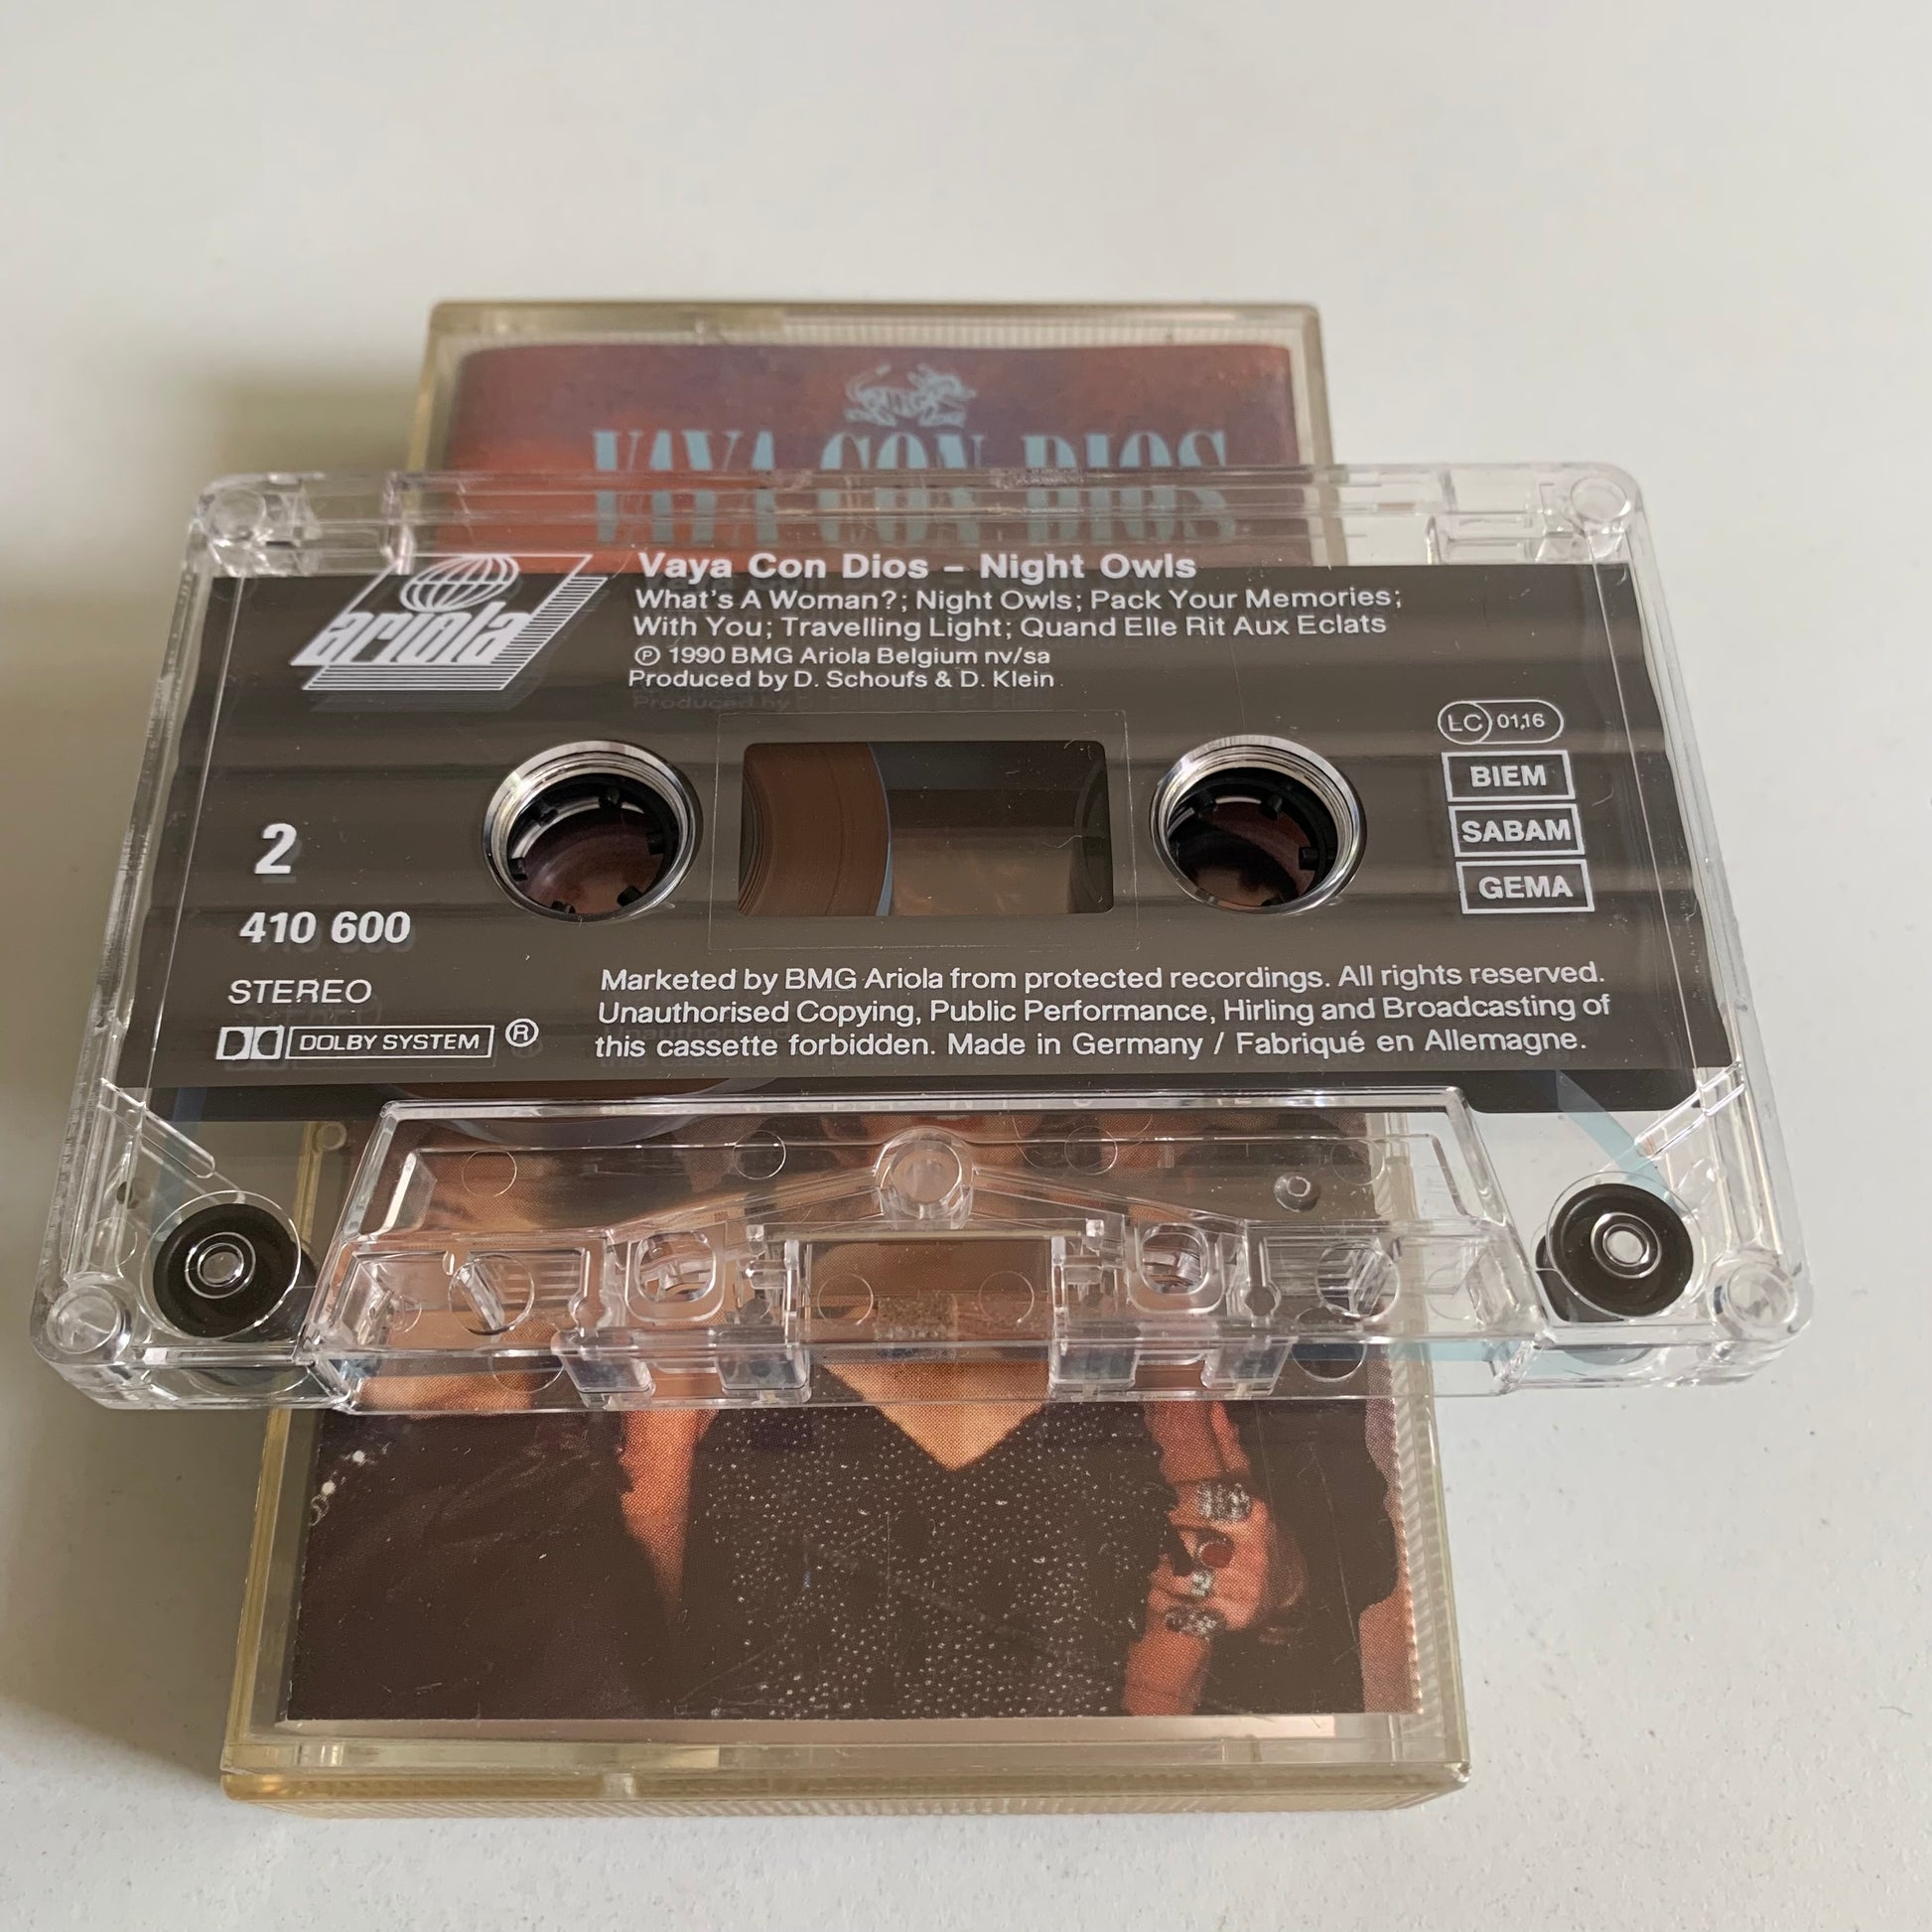 VAYA CON DIOS
ariola
Vaya Con Dios – Night Owls
What's A Woman?; Night Owls; Pack Your Memories;
With You; Travelling Light; Quand Elle Rit Aux Eclats
Ⓟ 1990 BMG Ariola Belgium nv/sa
Produced by D. Schoufs & D. Klein
LC 01,16
BIEM
SABAM
GEMA
2
410 600
STEREO
DOLBY SYSTEM ®
Marketed by BMG Ariola from protected recordings. All rights reserved.
Unauthorised Copying, Public Performance, Hirling and Broadcasting of
this cassette forbidden. Made in Germany / Fabriqué en Allemagne.